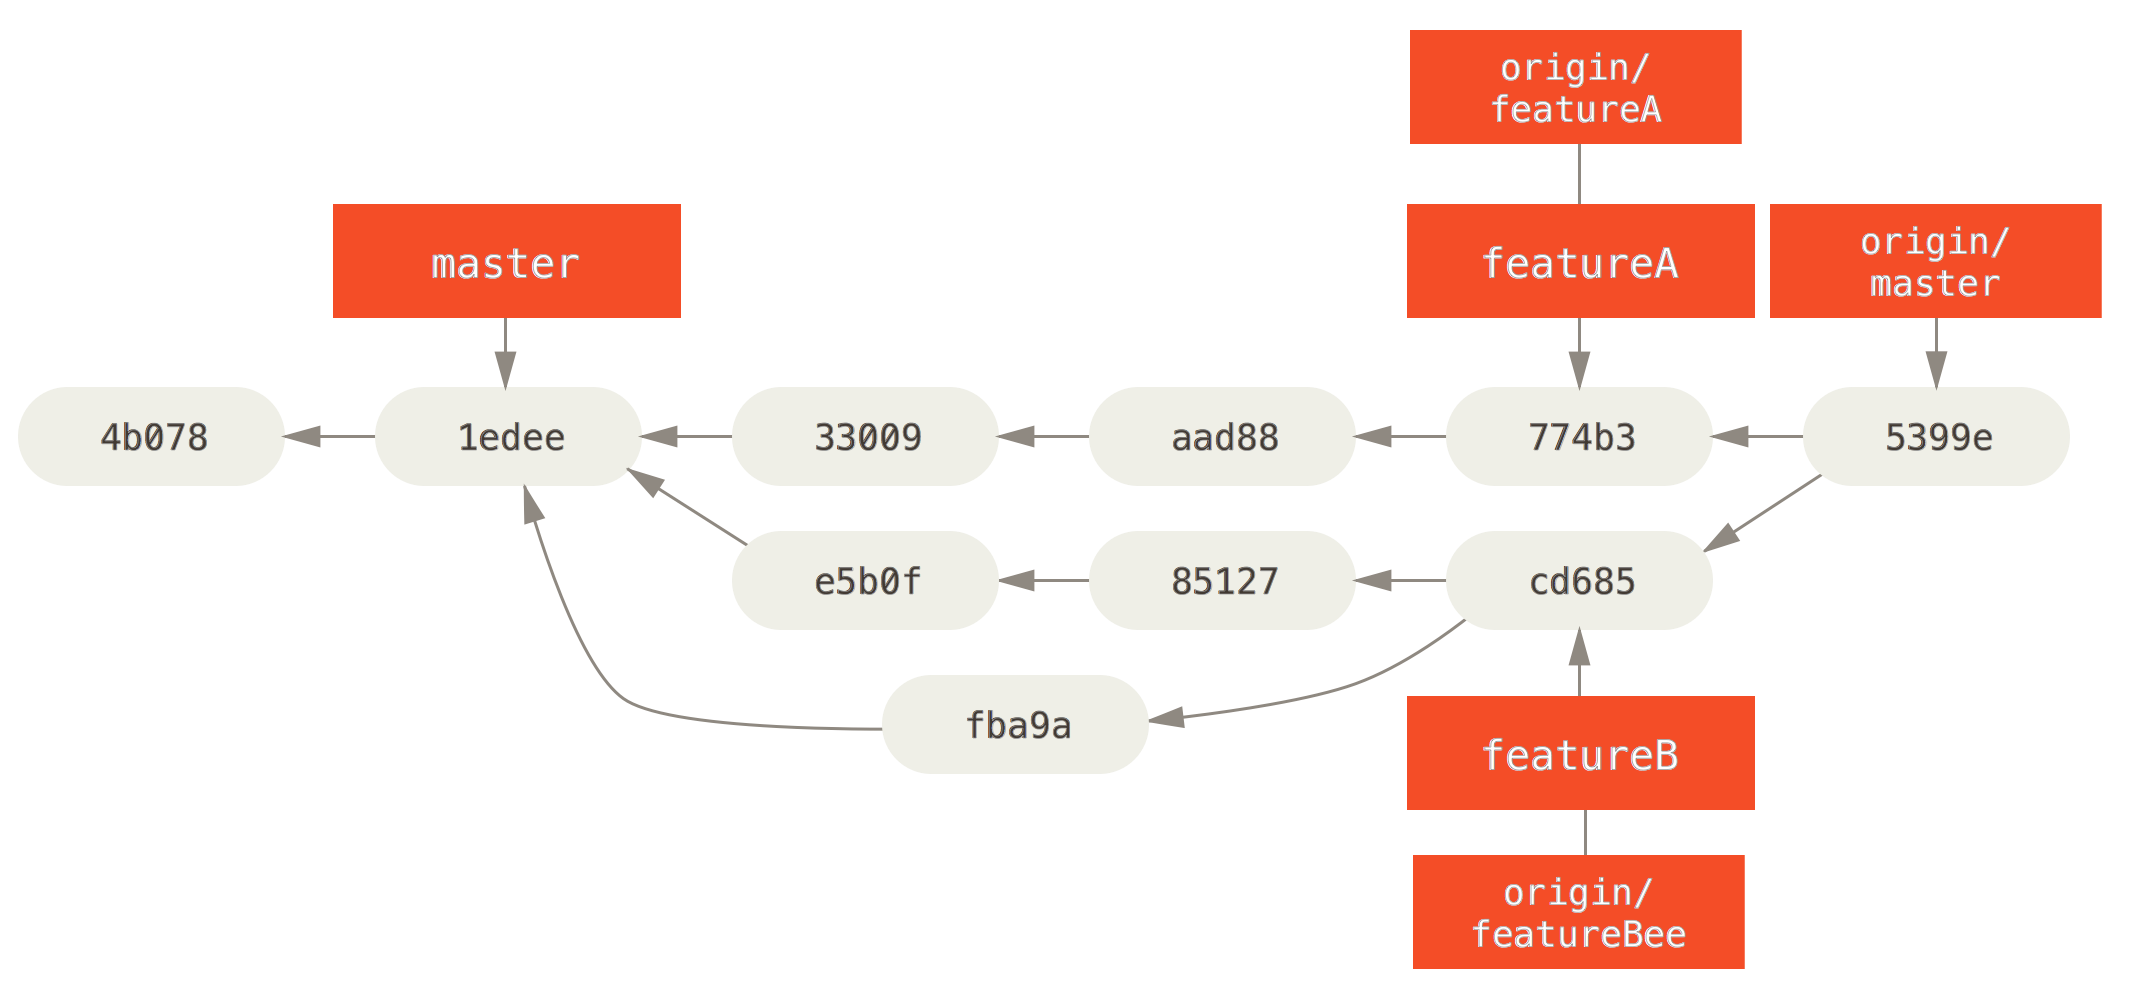 origin/
featureA
master
featureA
origin/
master
4b078
1edee
33009
aad88
774b3
5399e
e5b0f
85127
cd685
fba9a
featureB
origin/
featureBee